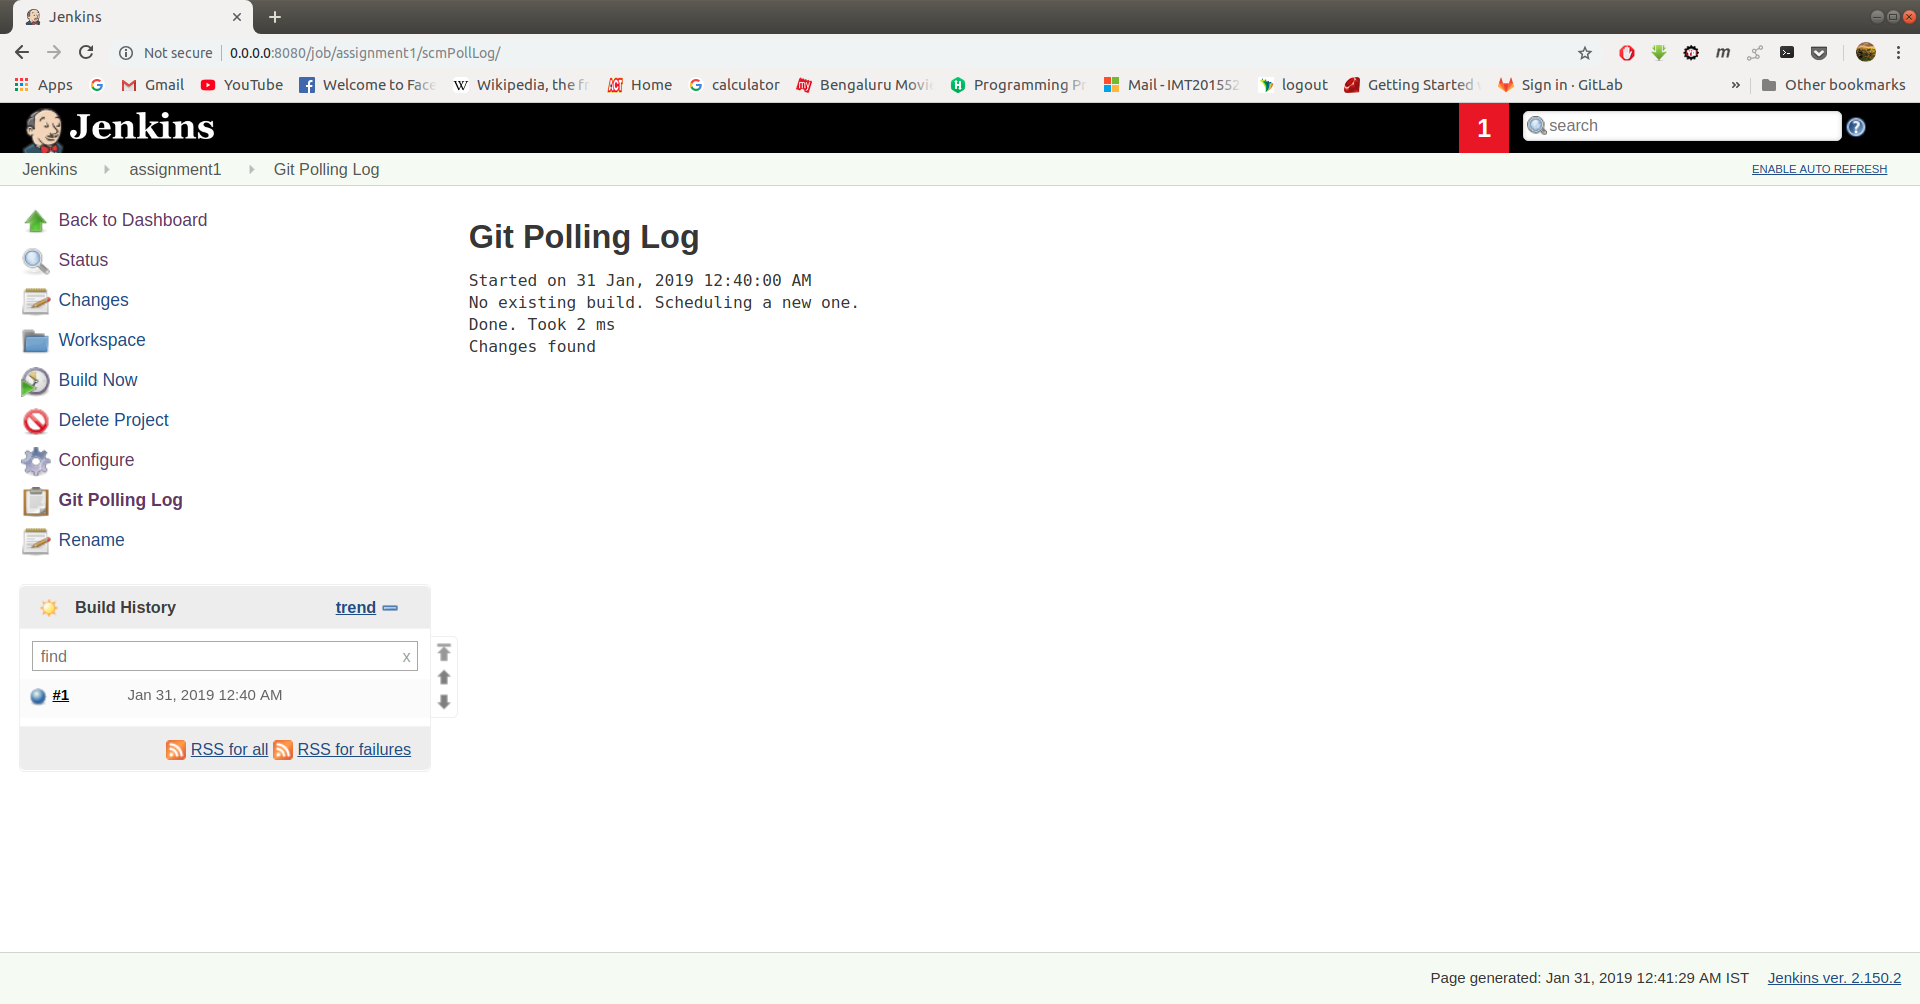 Jenkins
Not secure 0.0.0.0:8080/job/assignment1/scmPollLog/
Apps Gmail YouTube Welcome to Face Wikipedia, the fr Home calculator Bengaluru Movi Programming Pr Mail - IMT201552 logout Getting Started Sign in · GitLab » Other bookmarks
Jenkins 1 search
Jenkins assignment1 Git Polling Log ENABLE AUTO REFRESH
Back to Dashboard
Status
Changes
Workspace
Build Now
Delete Project
Configure
Git Polling Log
Rename
Build History trend
find x
#1 Jan 31, 2019 12:40 AM
RSS for all RSS for failures
Git Polling Log
Started on 31 Jan, 2019 12:40:00 AM
No existing build. Scheduling a new one.
Done. Took 2 ms
Changes found
Page generated: Jan 31, 2019 12:41:29 AM IST Jenkins ver. 2.150.2